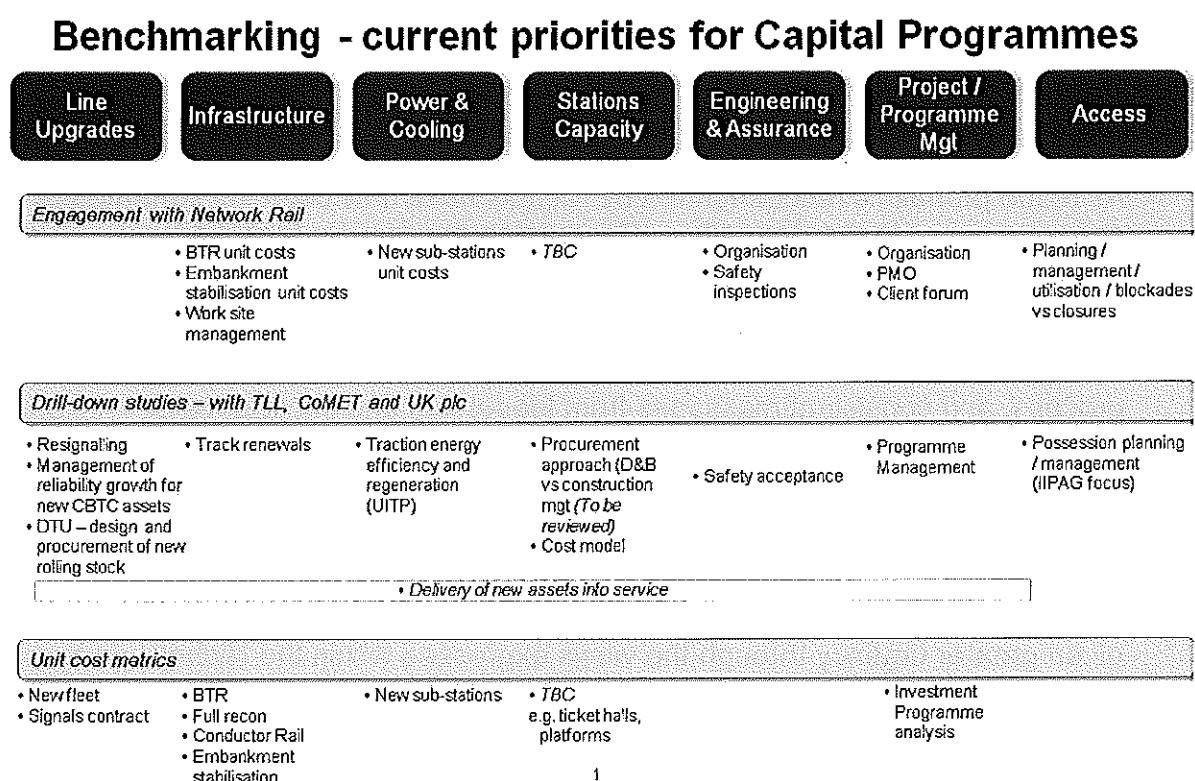 Benchmarking - current priorities for Capital Programmes
Line
Upgrades
Infrastructure
Power &
Cooling
Stations
Capacity
Engineering
& Assurance
Project /
Programme
Mgt
Access
Engagement with Network Rail
• BTR unit costs
• Embankment
stabilisation unit costs
• Work site
management
• New sub-stations
unit costs
• TBC
• Organisation
• Safety
inspections
• Organisation
• PMO
• Client forum
• Planning /
management /
utilisation / blockades
vs closures
Drill-down studies – with TLL, CoMET and UK plc
• Resignalling
• Management of
reliability growth for
new CBTC assets
• DTU – design and
procurement of new
rolling stock
• Track renewals
• Traction energy
efficiency and
regeneration
(UITP)
• Procurement
approach (D&B
vs construction
mgt (To be
reviewed)
• Cost model
• Safety acceptance
• Programme
Management
• Possession planning
/ management
(IIPAG focus)
• Delivery of new assets into service
Unit cost metrics
• New fleet
• Signals contract
• BTR
• Full recon
• Conductor Rail
• Embankment
stabilisation
• New sub-stations
• TBC
e.g. ticket halls,
platforms
• Investment
Programme
analysis
1